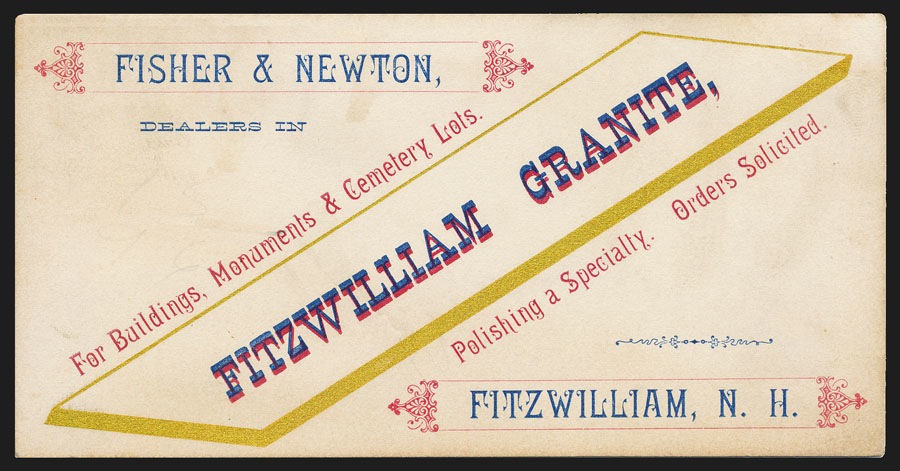 FISHER & NEWTON,
DEALERS IN
For Buildings, Monuments & Cemetery Lots.
FITZWILLIAM GRANITE,
Polishing a Specialty. Orders Solicited.
FITZWILLIAM, N. H.